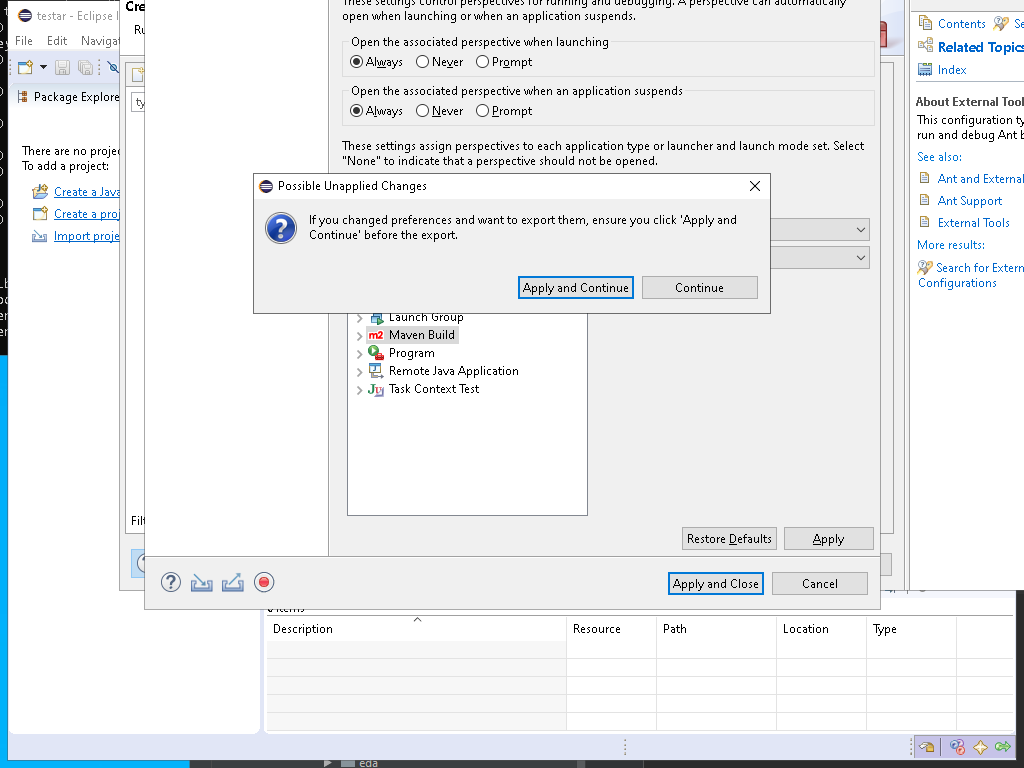 testar - Eclipse
File Edit Navigat
Package Explore
There are no projec
To add a project:
Create a Java
Create a proj
Import proje
Cre
Ru
ty
Filt
These settings control perspectives for running and debugging. A perspective can automatically
open when launching or when an application suspends.
Open the associated perspective when launching
Always Never Prompt
Open the associated perspective when an application suspends
Always Never Prompt
These settings assign perspectives to each application type or launcher and launch mode set. Select
"None" to indicate that a perspective should not be opened.
Possible Unapplied Changes
If you changed preferences and want to export them, ensure you click 'Apply and
Continue' before the export.
Apply and Continue Continue
Launch Group
m2 Maven Build
Program
Remote Java Application
Task Context Test
Restore Defaults Apply
Apply and Close Cancel
Contents Se
Related Topics
Index
About External Tool
This configuration ty
run and debug Ant b
See also:
Ant and External
Ant Support
External Tools
More results:
Search for Extern
Configurations
0 items
Description Resource Path Location Type
eda